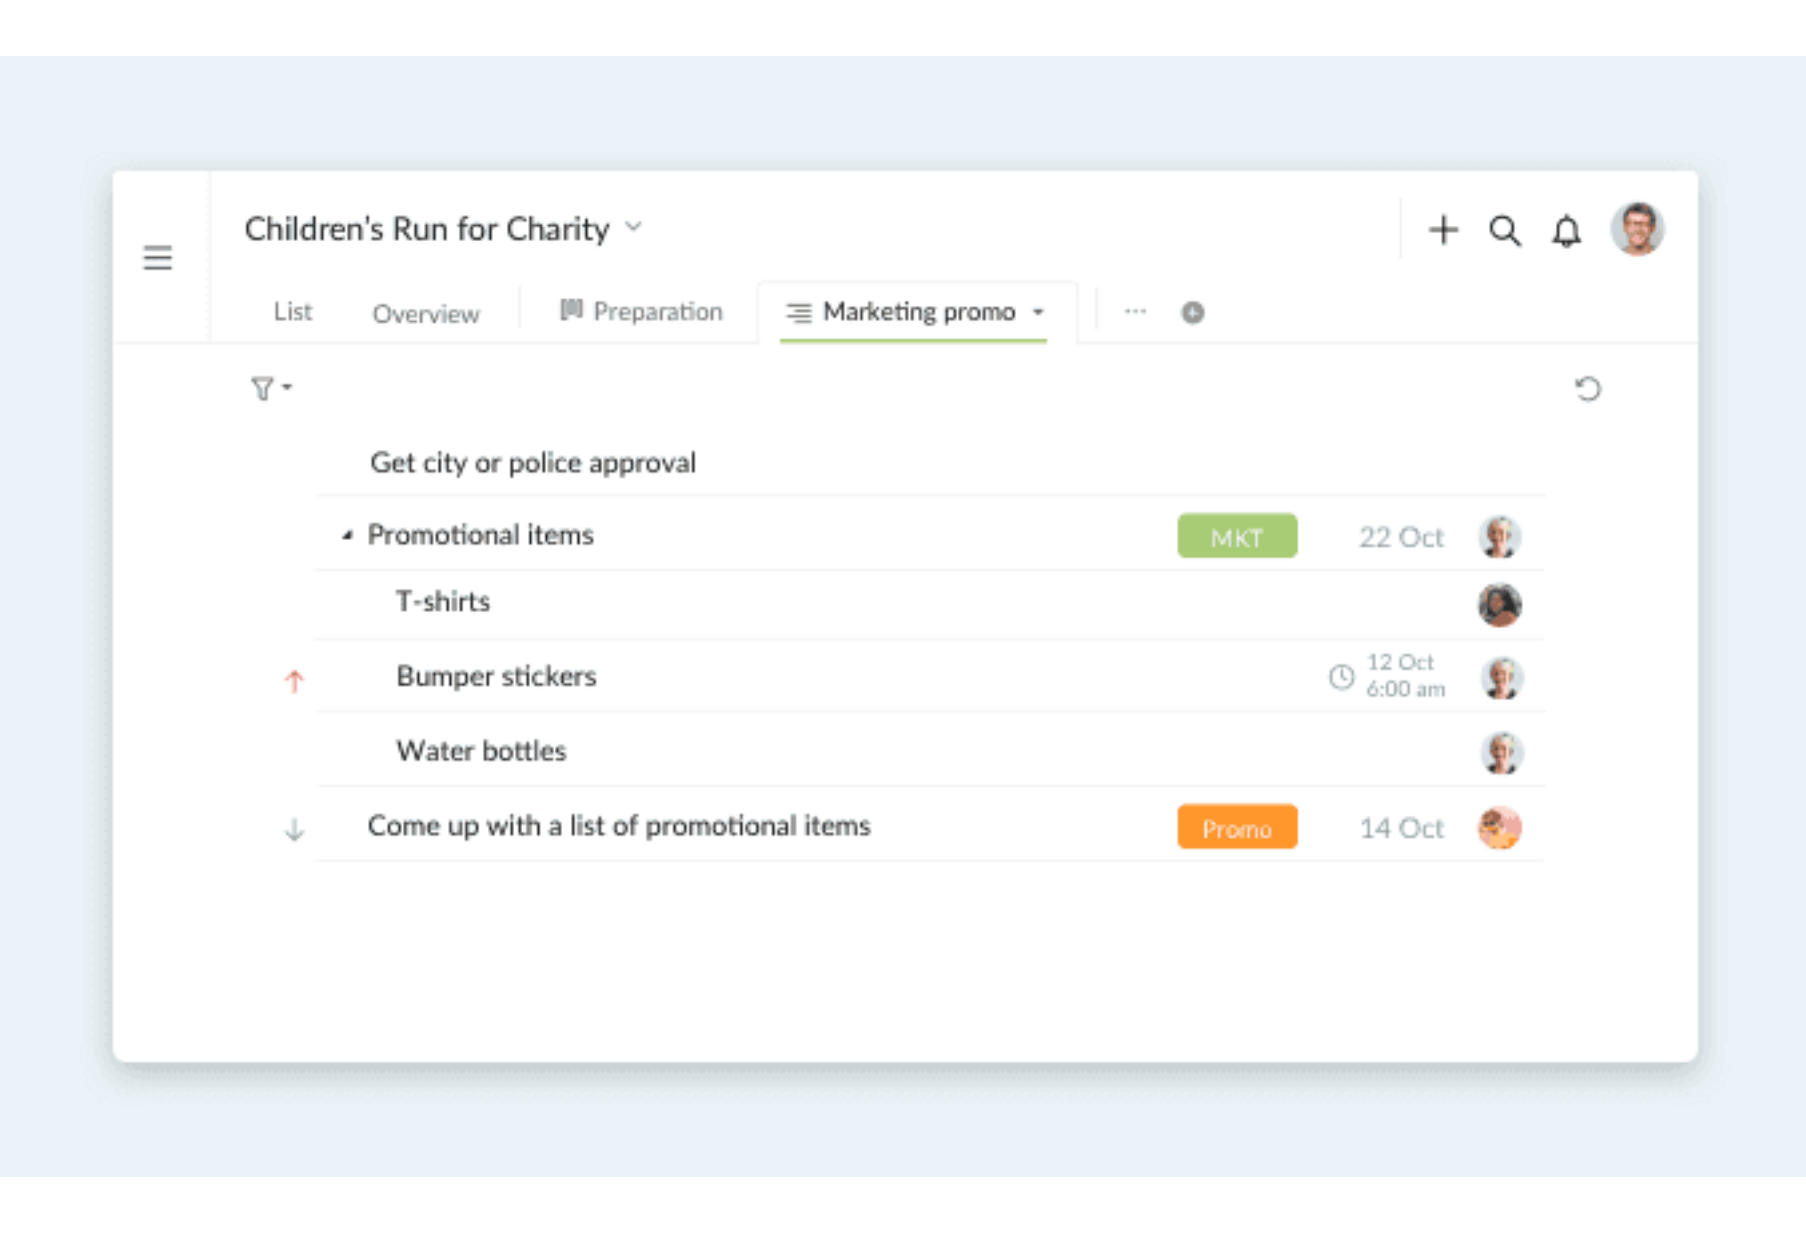 Children's Run for Charity
List
Overview
Preparation
Marketing promo
Get city or police approval
Promotional items
MKT
22 Oct
T-shirts
Bumper stickers
12 Oct
6:00 am
Water bottles
Come up with a list of promotional items
Promo
14 Oct